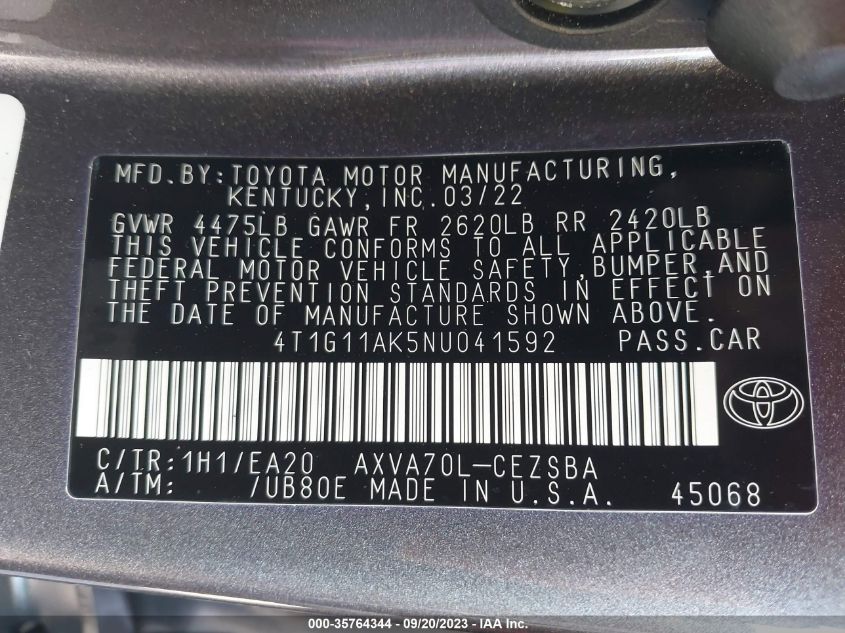 MFD.BY:TOYOTA MOTOR MANUFACTURING,
KENTUCKY,INC.03/22
GVWR 4475LB GAWR FR 2620LB RR 2420LB
THIS VEHICLE CONFORMS TO ALL APPLICABLE
FEDERAL MOTOR VEHICLE SAFETY,BUMPER,AND
THEFT PREVENTION STANDARDS IN EFFECT ON
THE DATE OF MANUFACTURE SHOWN ABOVE.
4T1G11AK5NU041592 PASS.CAR
C/TR:1H1/EA20 AXVA70L-CEZSBA
A/TM: /UB80E MADE IN U.S.A. 45068
000-35764344 / 09/20/2023 - © IAA Inc.